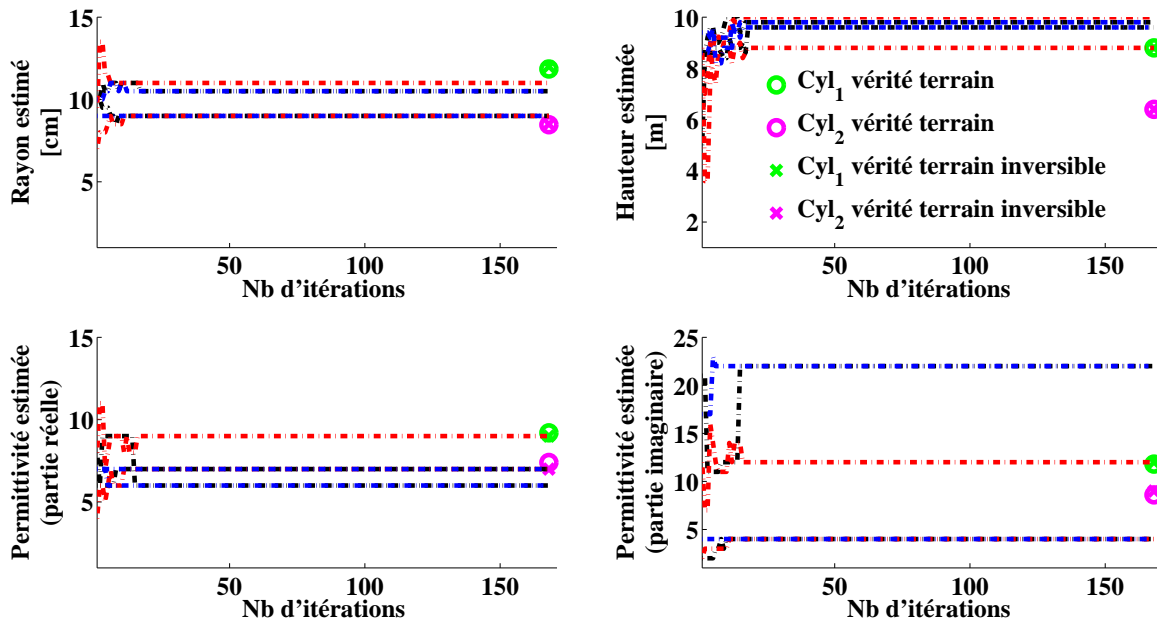 Rayon estimé
[cm]
15
10
5
50
100
150
Nb d'itérations
Hauteur estimée
[m]
10
8
6
4
2
50
100
150
Nb d'itérations
Cyl1 vérité terrain
Cyl2 vérité terrain
Cyl1 vérité terrain inversible
Cyl2 vérité terrain inversible
Permittivité estimée
(partie réelle)
15
10
5
50
100
150
Nb d'itérations
Permittivité estimée
(partie imaginaire)
25
20
15
10
5
50
100
150
Nb d'itérations